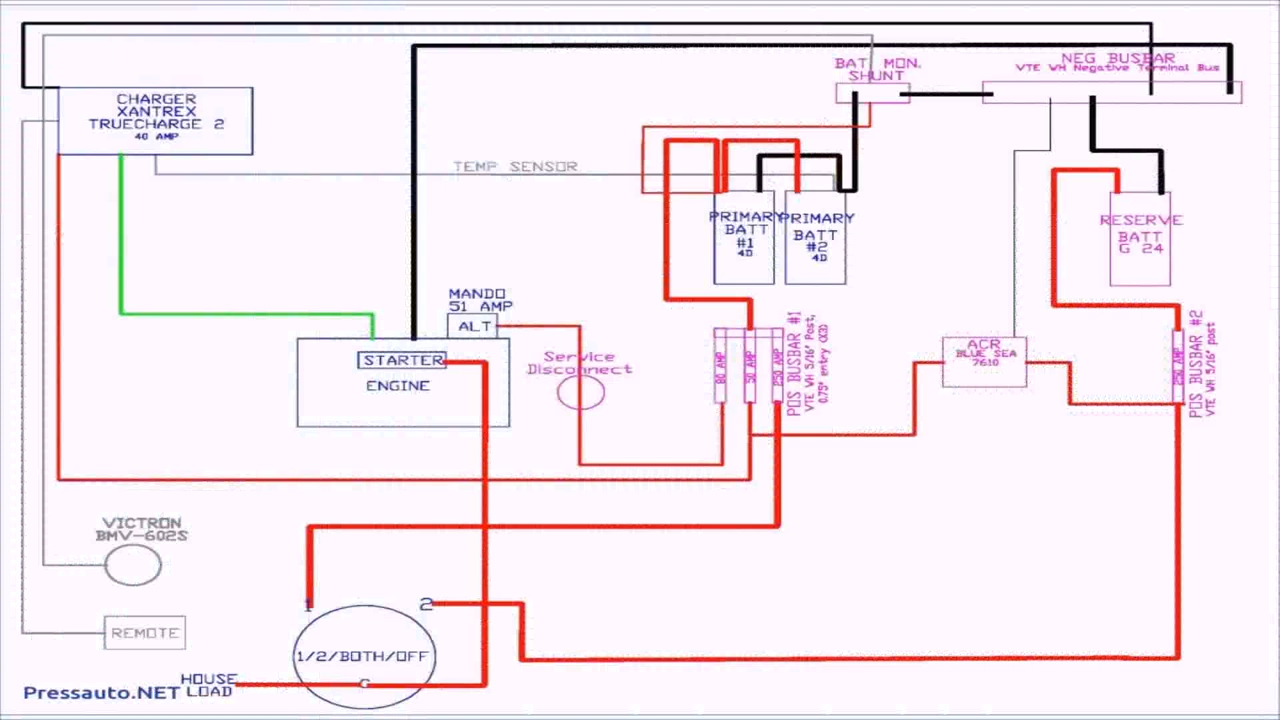 NEG BUSBAR
VTE WH Negative Terminal Bus
BAT. MON.
SHUNT
CHARGER
XANTREX
TRUECHARGE 2
40 AMP
TEMP SENSOR
PRIMARY
BATT
#1
4D
PRIMARY
BATT
#2
4D
RESERVE
BATT
G 24
MANDO
51 AMP
ALT
STARTER
ENGINE
Service
Disconnect
80 AMP
50 AMP
250 AMP
POS BUSBAR #1
VTE WH 5/16" Post,
0.75" entry
ACR
BLUE SEA
7610
250 AMP
POS BUSBAR #2
VTE WH 5/16" post
VICTRON
BMV-602S
REMOTE
1
2
1/2/BOTH/OFF
C
HOUSE
LOAD
Pressauto.NET